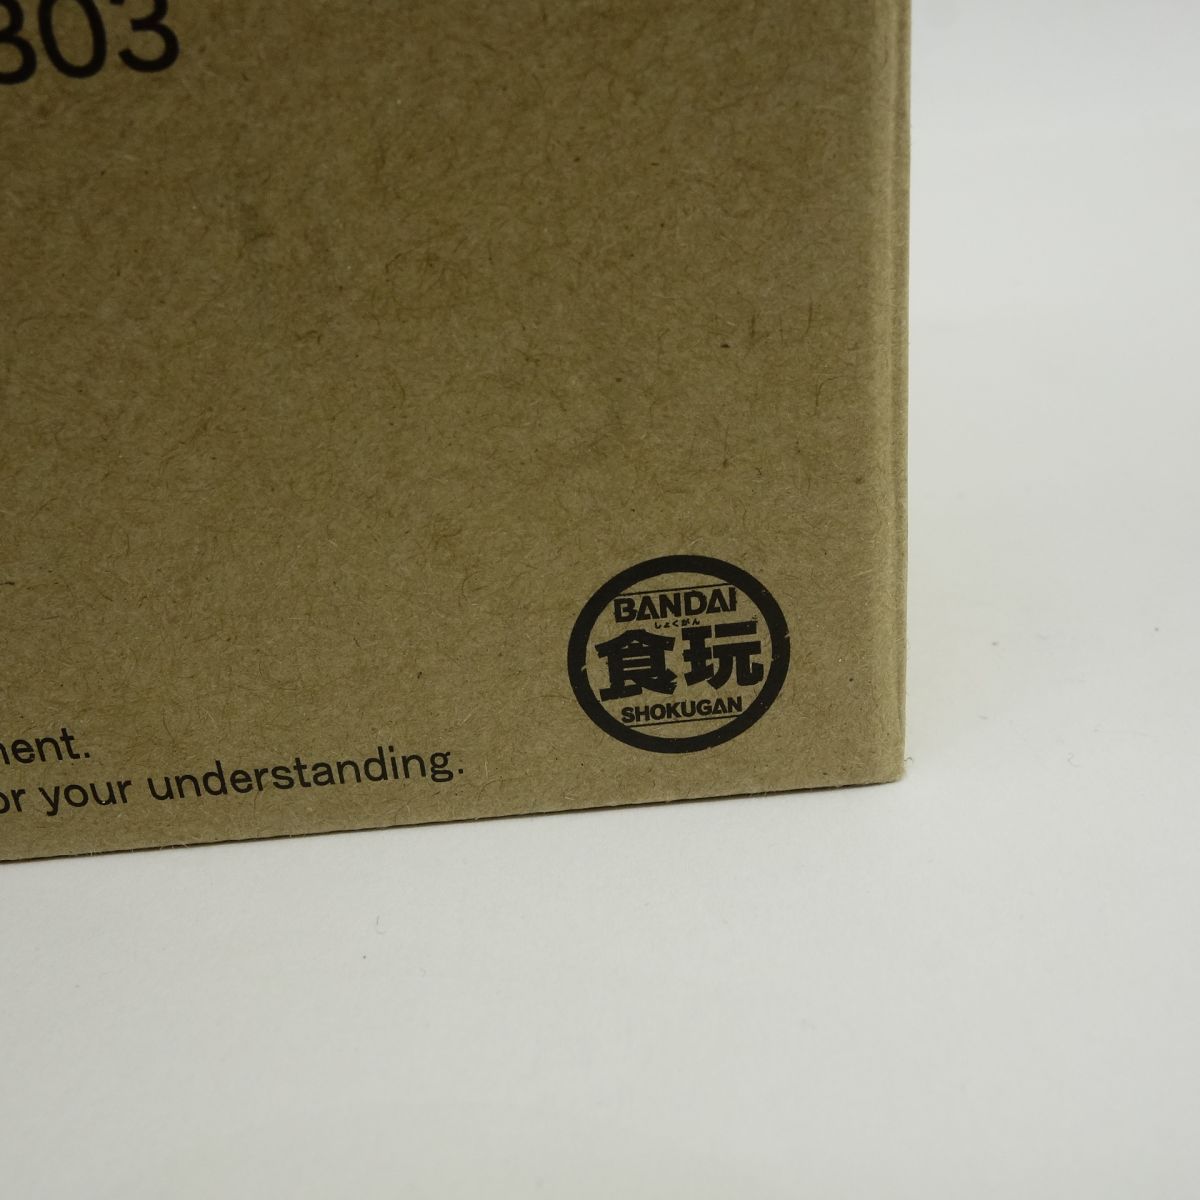 303
BANDAI
しょくがん
食玩
SHOKUGAN
ment.
or your understanding.